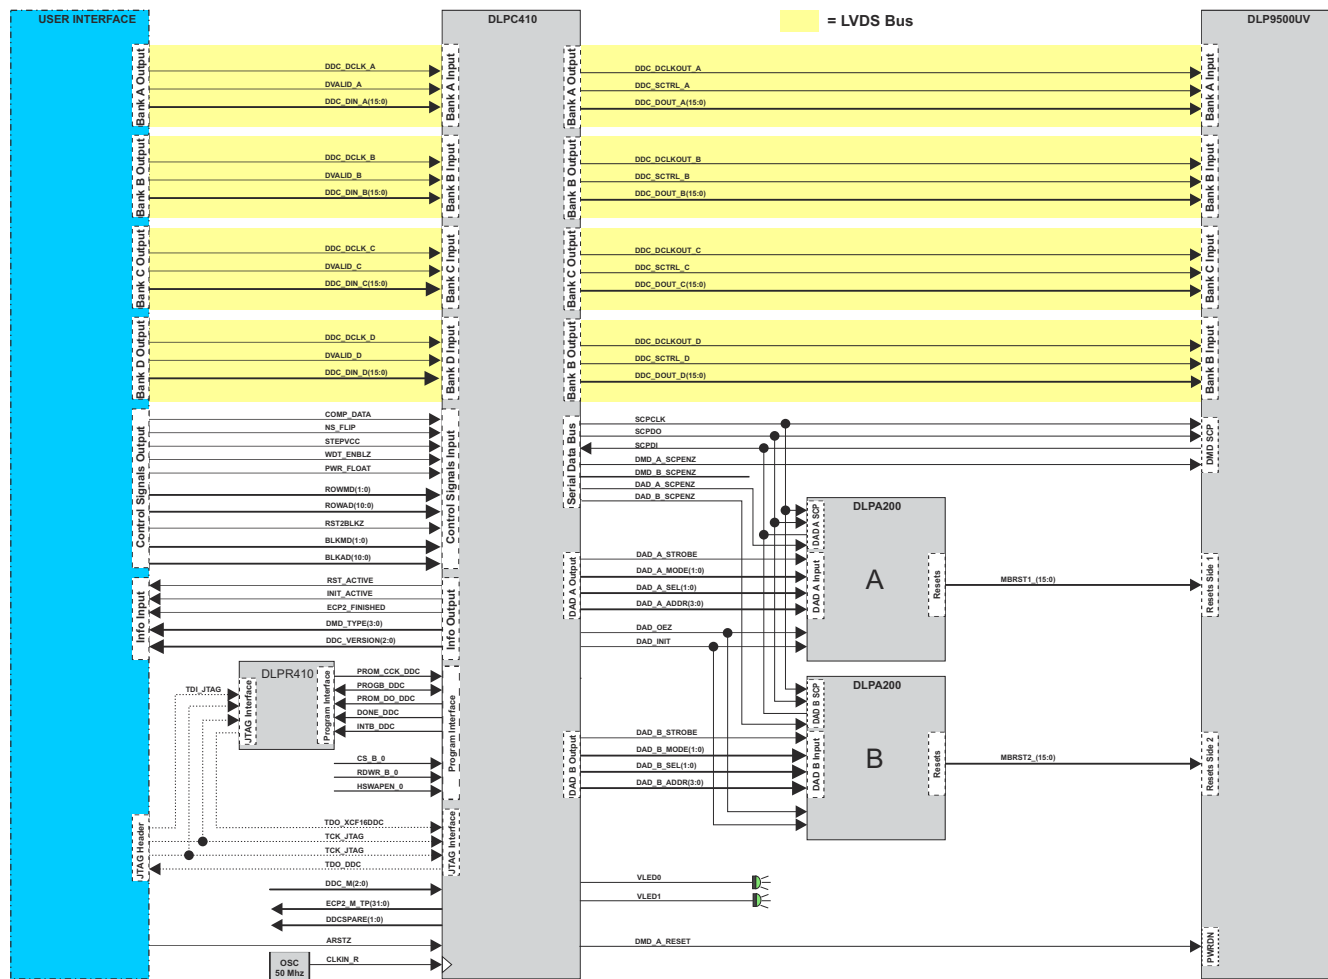 USER INTERFACE
DLPC410
= LVDS Bus
DLP9500UV
Bank A Output
DDC_DCLK_A
DVALID_A
DDC_DIN_A(15:0)
Bank A Input
Bank A Output
DDC_DCLKOUT_A
DDC_SCTRL_A
DDC_DOUT_A(15:0)
Bank A Input
Bank B Output
DDC_DCLK_B
DVALID_B
DDC_DIN_B(15:0)
Bank B Input
Bank B Output
DDC_DCLKOUT_B
DDC_SCTRL_B
DDC_DOUT_B(15:0)
Bank B Input
Bank C Output
DDC_DCLK_C
DVALID_C
DDC_DIN_C(15:0)
Bank C Input
Bank C Output
DDC_DCLKOUT_C
DDC_SCTRL_C
DDC_DOUT_C(15:0)
Bank C Input
Bank D Output
DDC_DCLK_D
DVALID_D
DDC_DIN_D(15:0)
Bank D Input
Bank B Output
DDC_DCLKOUT_D
DDC_SCTRL_D
DDC_DOUT_D(15:0)
Bank B Input
Control Signals Output
COMP_DATA
NS_FLIP
STEPVCC
WDT_ENBLZ
PWR_FLOAT
ROWMD(1:0)
ROWAD(10:0)
RST2BLKZ
BLKMD(1:0)
BLKAD(10:0)
Control Signals Input
Serial Data Bus
SCPCLK
SCPDO
SCPDI
DMD_A_SCPENZ
DMD_B_SCPENZ
DAD_A_SCPENZ
DAD_B_SCPENZ
DMD SCP
Info Input
RST_ACTIVE
INIT_ACTIVE
ECP2_FINISHED
DMD_TYPE(3:0)
DDC_VERSION(2:0)
Info Output
DAD A Output
DAD_A_STROBE
DAD_A_MODE(1:0)
DAD_A_SEL(1:0)
DAD_A_ADDR(3:0)
DAD_OEZ
DAD_INIT
DLPA200
DAD A SCP
DAD A Input
A
Resets
MBRST1_(15:0)
Resets Side 1
DLPR410
TDI_JTAG
JTAG Interface
Program Interface
PROM_CCK_DDC
PROGB_DDC
PROM_DO_DDC
DONE_DDC
INTB_DDC
CS_B_0
RDWR_B_0
HSWAPEN_0
Program Interface
DAD B Output
DAD_B_STROBE
DAD_B_MODE(1:0)
DAD_B_SEL(1:0)
DAD_B_ADDR(3:0)
DLPA200
DAD B SCP
DAD B Input
B
Resets
MBRST2_(15:0)
Resets Side 2
JTAG Header
TDO_XCF16DDC
TCK_JTAG
TCK_JTAG
TDO_DDC
JTAG Interface
DDC_M(2:0)
ECP2_M_TP(31:0)
DDCSPARE(1:0)
ARSTZ
OSC
50 Mhz
CLKIN_R
VLED0
VLED1
DMD_A_RESET
PWRDN